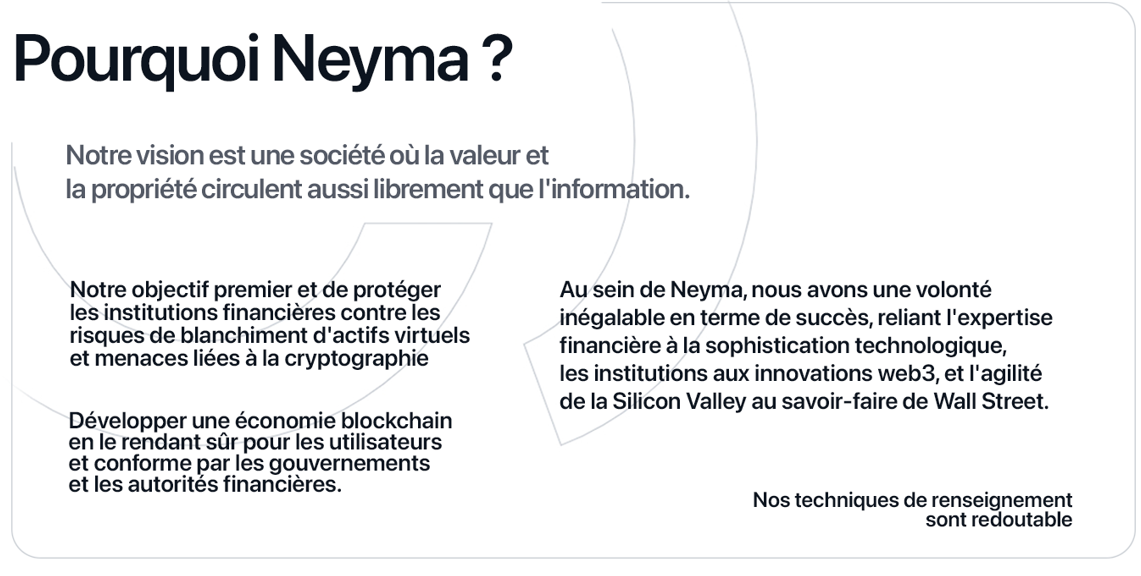 Pourquoi Neyma ?
Notre vision est une société où la valeur et
la propriété circulent aussi librement que l'information.
Notre objectif premier et de protéger
les institutions financières contre les
risques de blanchiment d'actifs virtuels
et menaces liées à la cryptographie
Développer une économie blockchain
en le rendant sûr pour les utilisateurs
et conforme par les gouvernements
et les autorités financières.
Au sein de Neyma, nous avons une volonté
inégalable en terme de succès, reliant l'expertise
financière à la sophistication technologique,
les institutions aux innovations web3, et l'agilité
de la Silicon Valley au savoir-faire de Wall Street.
Nos techniques de renseignement
sont redoutable